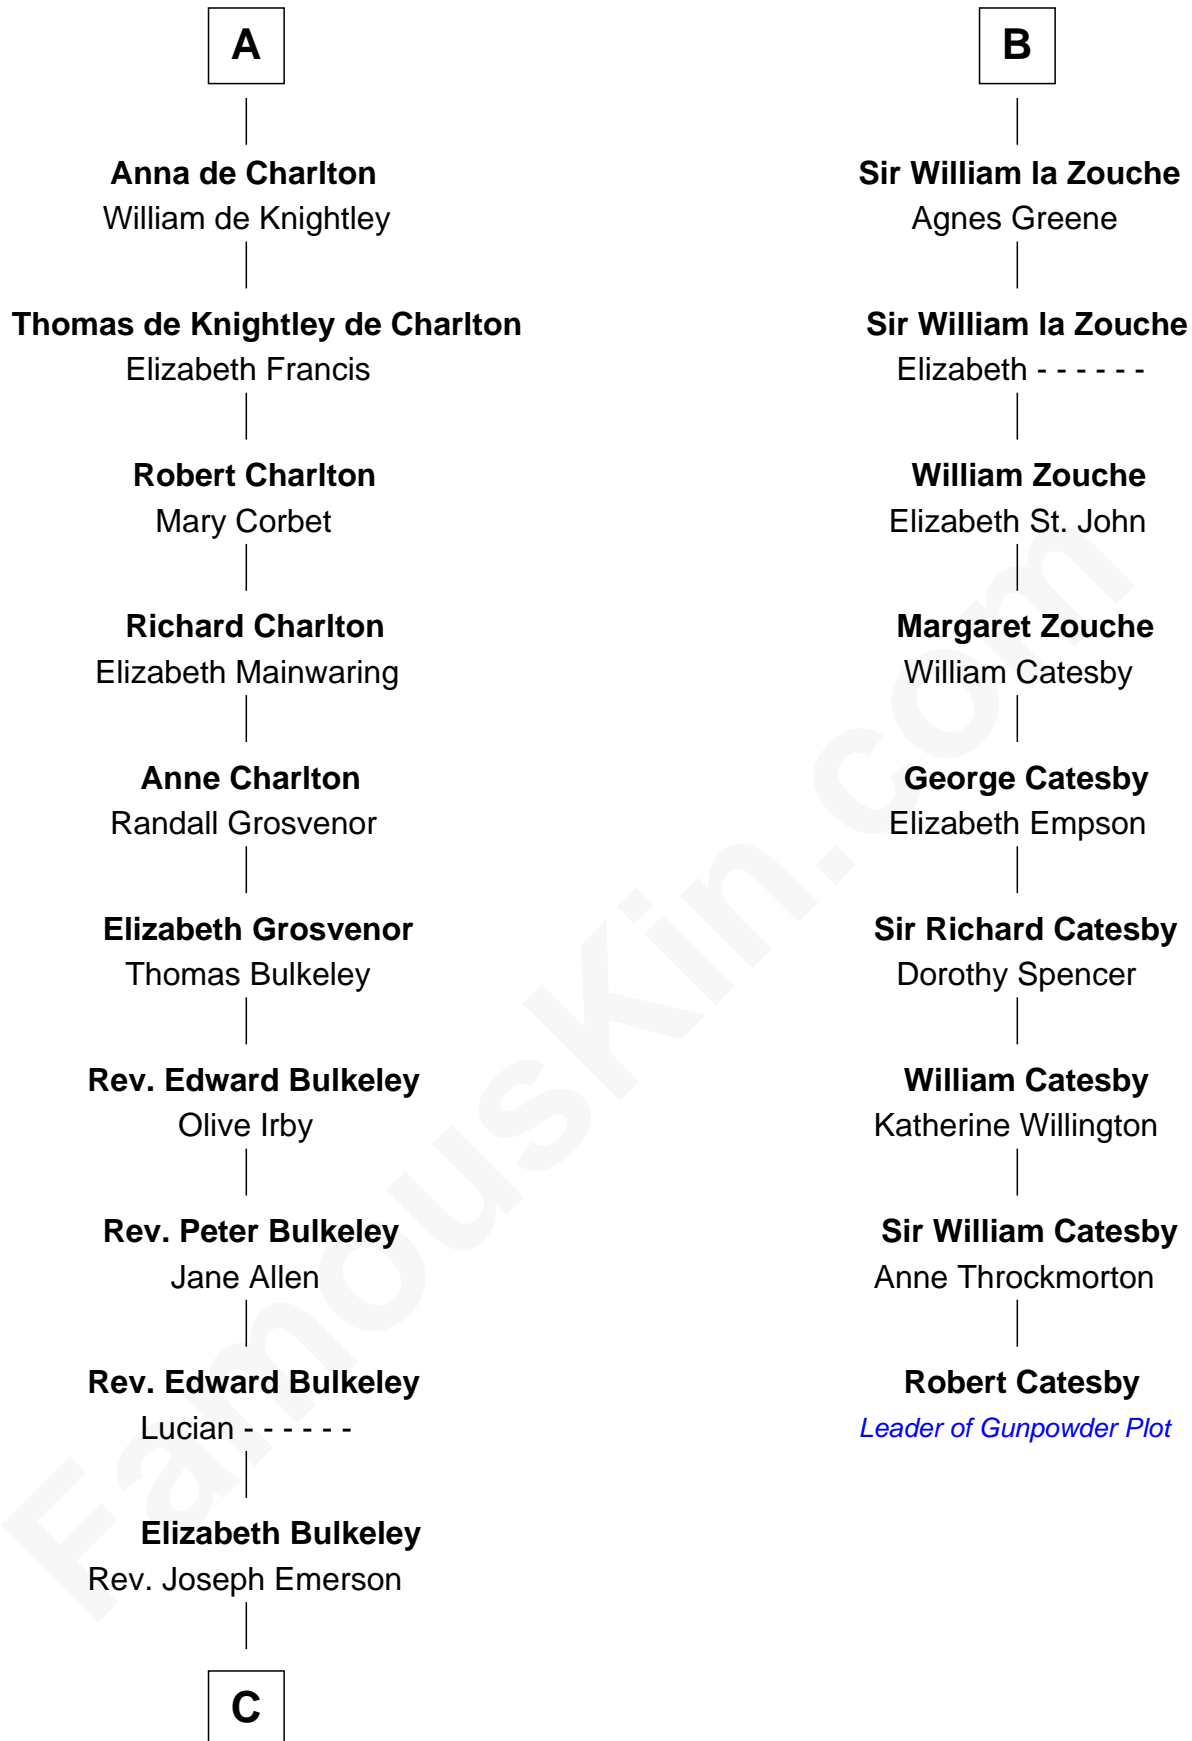 A
Anna de Charlton
William de Knightley
Thomas de Knightley de Charlton
Elizabeth Francis
Robert Charlton
Mary Corbet
Richard Charlton
Elizabeth Mainwaring
Anne Charlton
Randall Grosvenor
Elizabeth Grosvenor
Thomas Bulkeley
Rev. Edward Bulkeley
Olive Irby
Rev. Peter Bulkeley
Jane Allen
Rev. Edward Bulkeley
Lucian - - - - - -
Elizabeth Bulkeley
Rev. Joseph Emerson
C
B
Sir William la Zouche
Agnes Greene
Sir William la Zouche
Elizabeth - - - - - -
William Zouche
Elizabeth St. John
Margaret Zouche
William Catesby
George Catesby
Elizabeth Empson
Sir Richard Catesby
Dorothy Spencer
William Catesby
Katherine Willington
Sir William Catesby
Anne Throckmorton
Robert Catesby
Leader of Gunpowder Plot
FamousKin.com